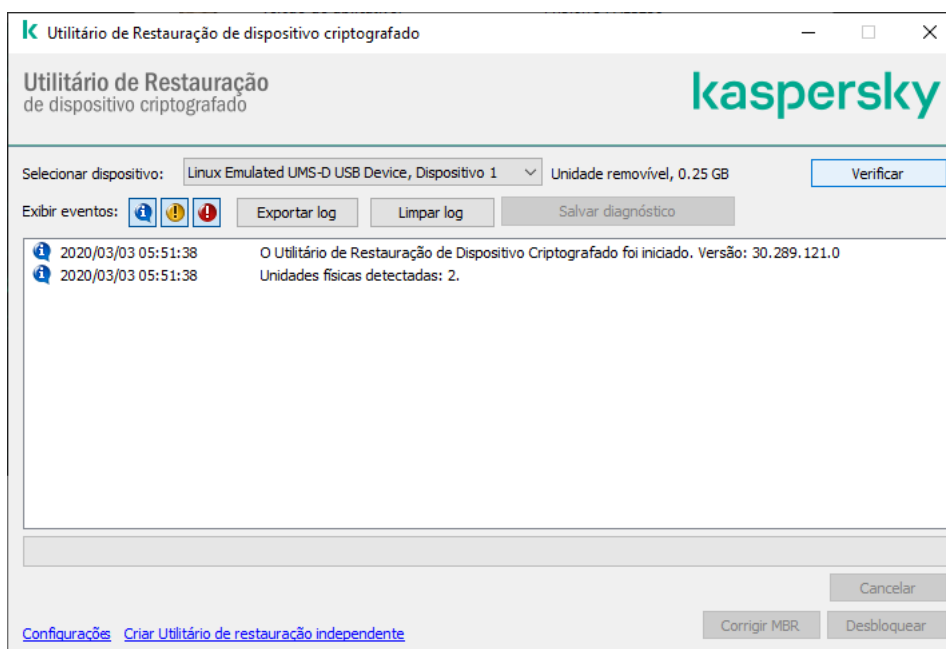 Utilitário de Restauração de dispositivo criptografado
Utilitário de Restauração
de dispositivo criptografado
kaspersky
Selecionar dispositivo: Linux Emulated UMS-D USB Device, Dispositivo 1 Unidade removível, 0.25 GB Verificar
Exibir eventos: Exportar log Limpar log Salvar diagnóstico
2020/03/03 05:51:38 O Utilitário de Restauração de Dispositivo Criptografado foi iniciado. Versão: 30.289.121.0
2020/03/03 05:51:38 Unidades físicas detectadas: 2.
Cancelar
Configurações Criar Utilitário de restauração independente Corrigir MBR Desbloquear